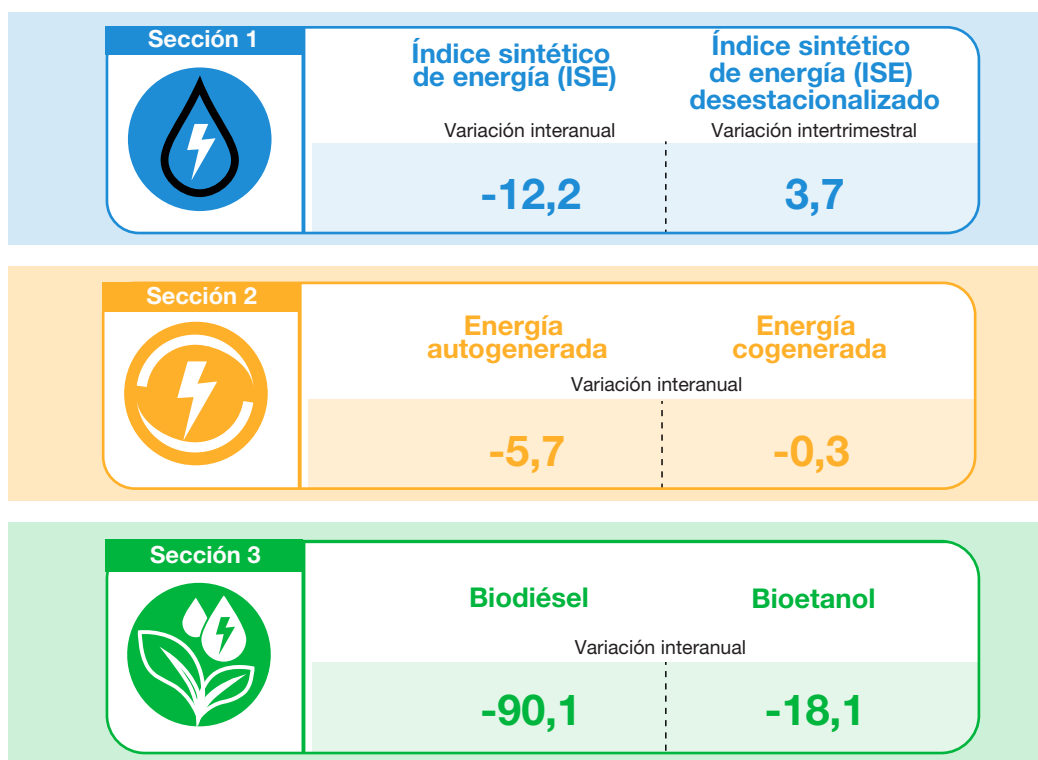 Sección 1
Índice sintético
de energía (ISE)
Variación interanual
-12,2
Índice sintético
de energía (ISE)
desestacionalizado
Variación intertrimestral
3,7
Sección 2
Energía
autogenerada
Energía
cogenerada
Variación interanual
-5,7
-0,3
Sección 3
Biodiésel
Bioetanol
Variación interanual
-90,1
-18,1